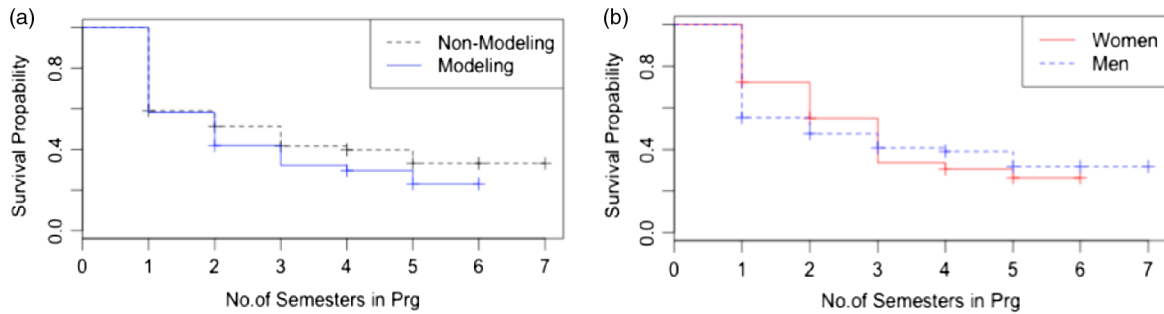 (a)
Non-Modeling
Modeling
Survival Propability
0.0 0.4 0.8
0 1 2 3 4 5 6 7
No.of Semesters in Prg
(b)
Women
Men
Survival Propability
0.0 0.4 0.8
0 1 2 3 4 5 6 7
No.of Semesters in Prg